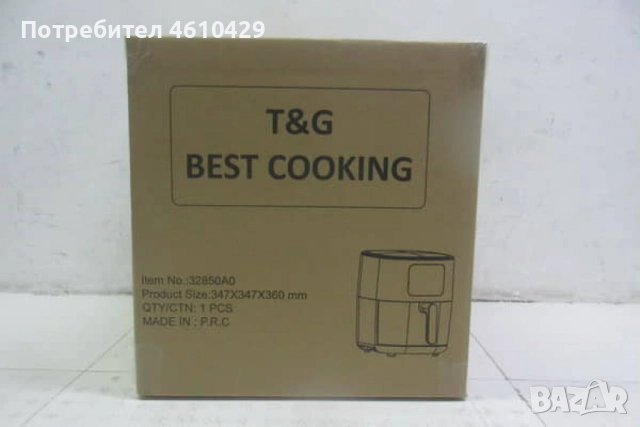 Потребител 4610429
T&G
BEST COOKING
Item No.:32850A0
Product Size:347X347X360 mm
QTY/CTN: 1 PCS
MADE IN : P.R.C
BAZAR